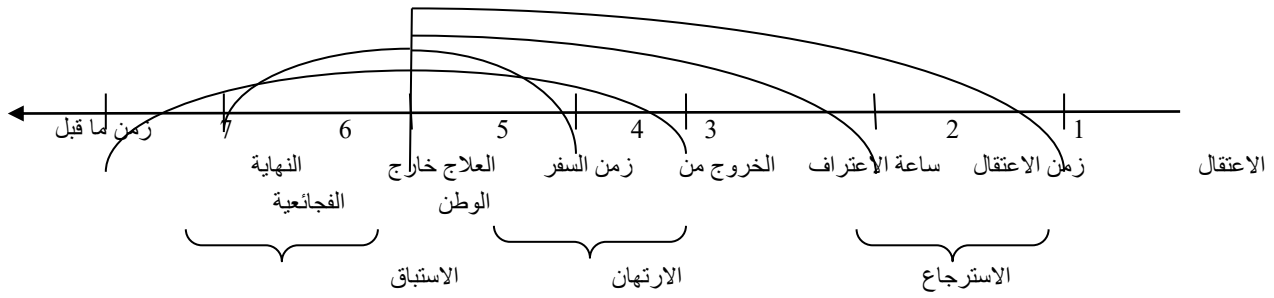 1 2 3 4 5 6 7 زمن ما قبل
الاعتقال زمن الاعتقال ساعة الاعتراف الخروج من زمن السفر العلاج خارج النهاية
الوطن الفجائعية
الاسترجاع الارتهان الاستباق